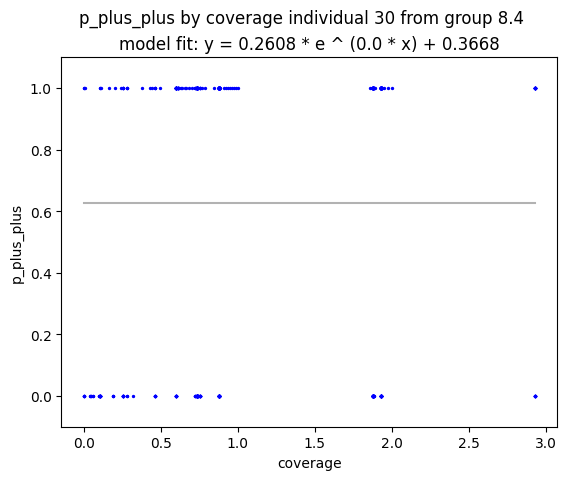 p_plus_plus by coverage individual 30 from group 8.4
model fit: y = 0.2608 * e ^ (0.0 * x) + 0.3668
1.0
0.8
0.6
0.4
0.2
0.0
p_plus_plus
0.0 0.5 1.0 1.5 2.0 2.5 3.0
coverage